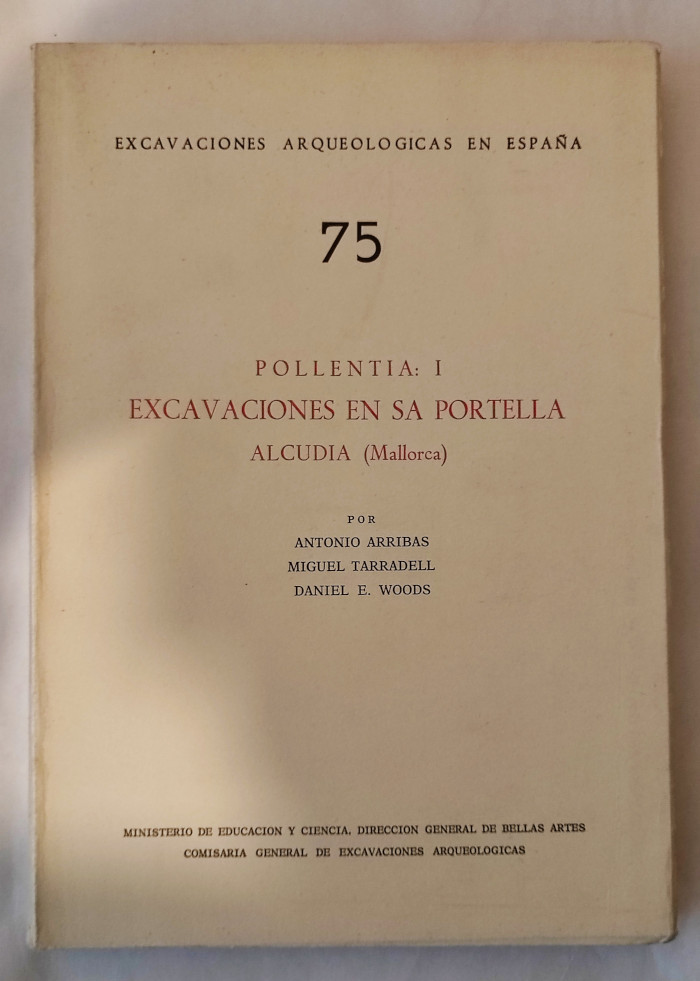 EXCAVACIONES ARQUEOLOGICAS EN ESPAÑA
75
POLLENTIA: I
EXCAVACIONES EN SA PORTELLA
ALCUDIA (Mallorca)
POR
ANTONIO ARRIBAS
MIGUEL TARRADELL
DANIEL E. WOODS
MINISTERIO DE EDUCACION Y CIENCIA, DIRECCION GENERAL DE BELLAS ARTES
COMISARIA GENERAL DE EXCAVACIONES ARQUEOLOGICAS